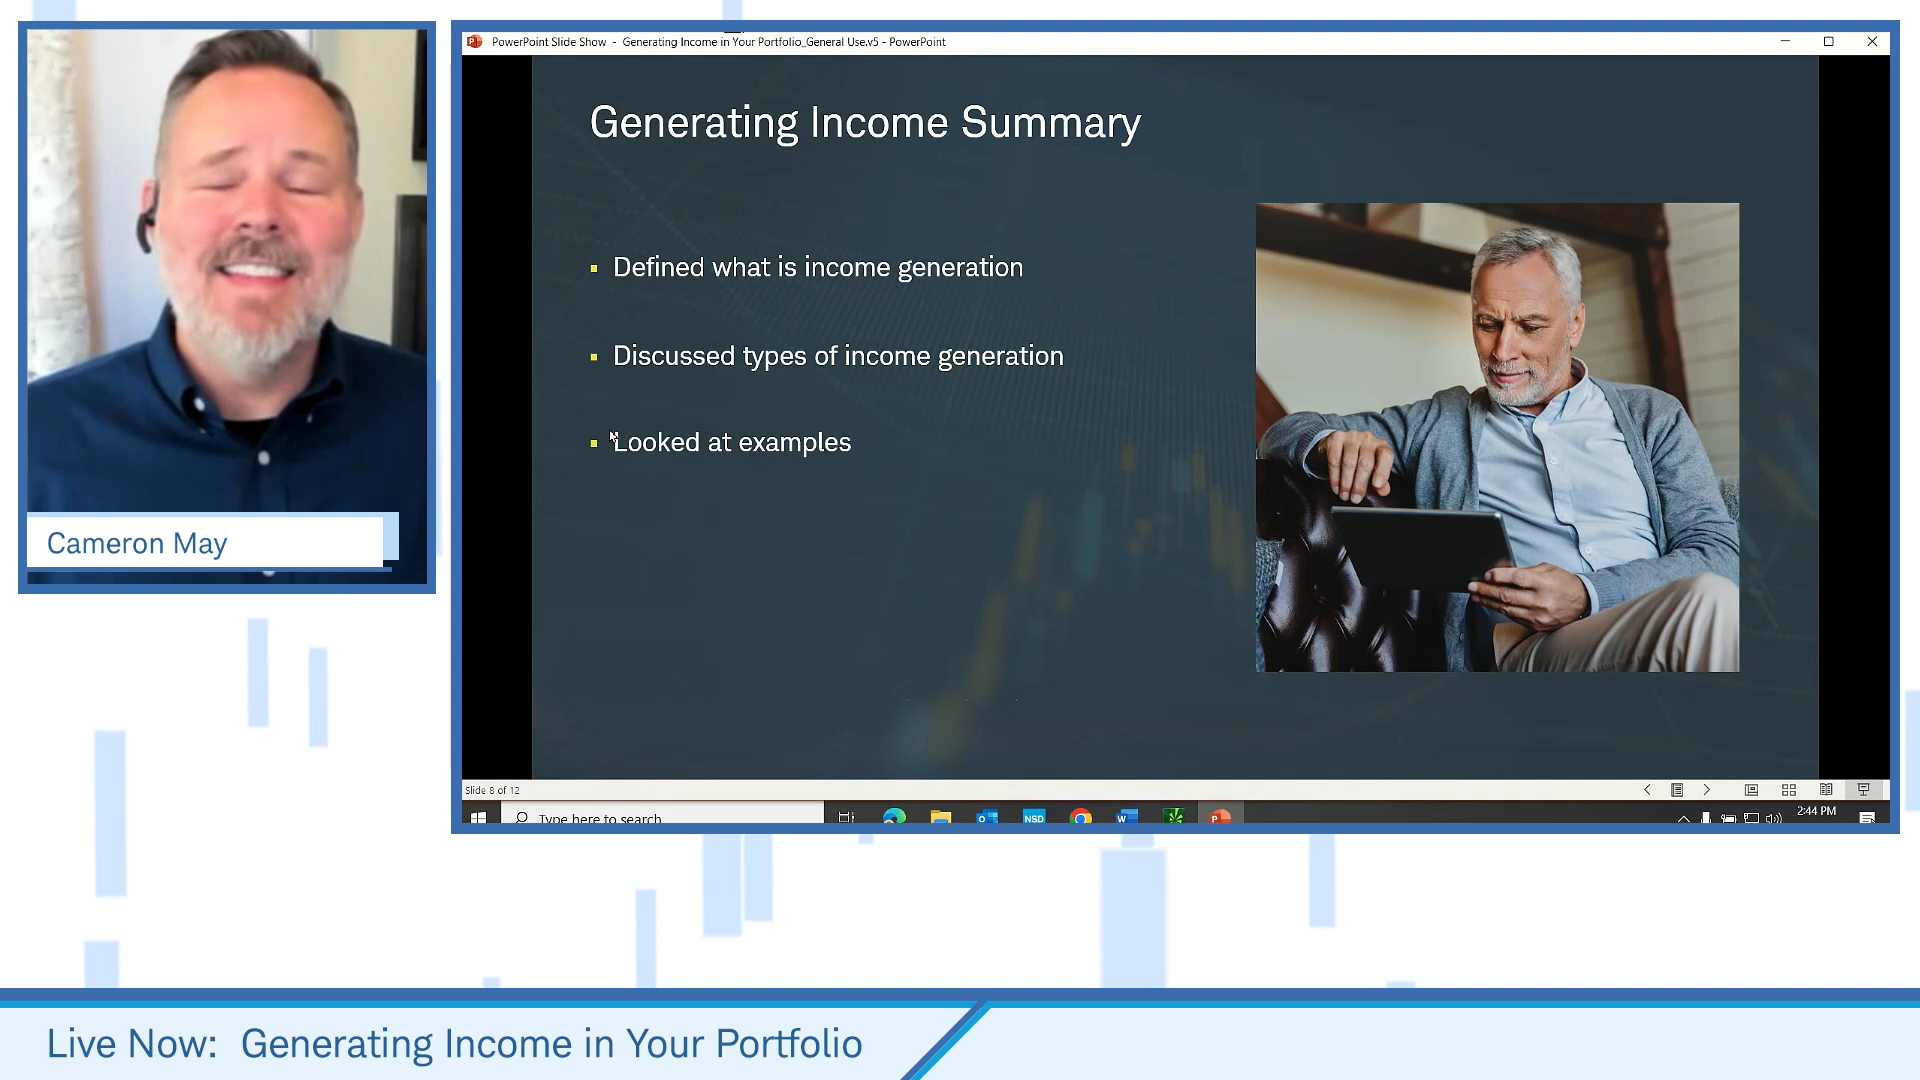 PowerPoint Slide Show - Generating Income in Your Portfolio_General Use.v5 - PowerPoint
Generating Income Summary
Defined what is income generation
Discussed types of income generation
Looked at examples
Cameron May
Slide 8 of 12
Type here to search
NSD
2:44 PM
Live Now: Generating Income in Your Portfolio